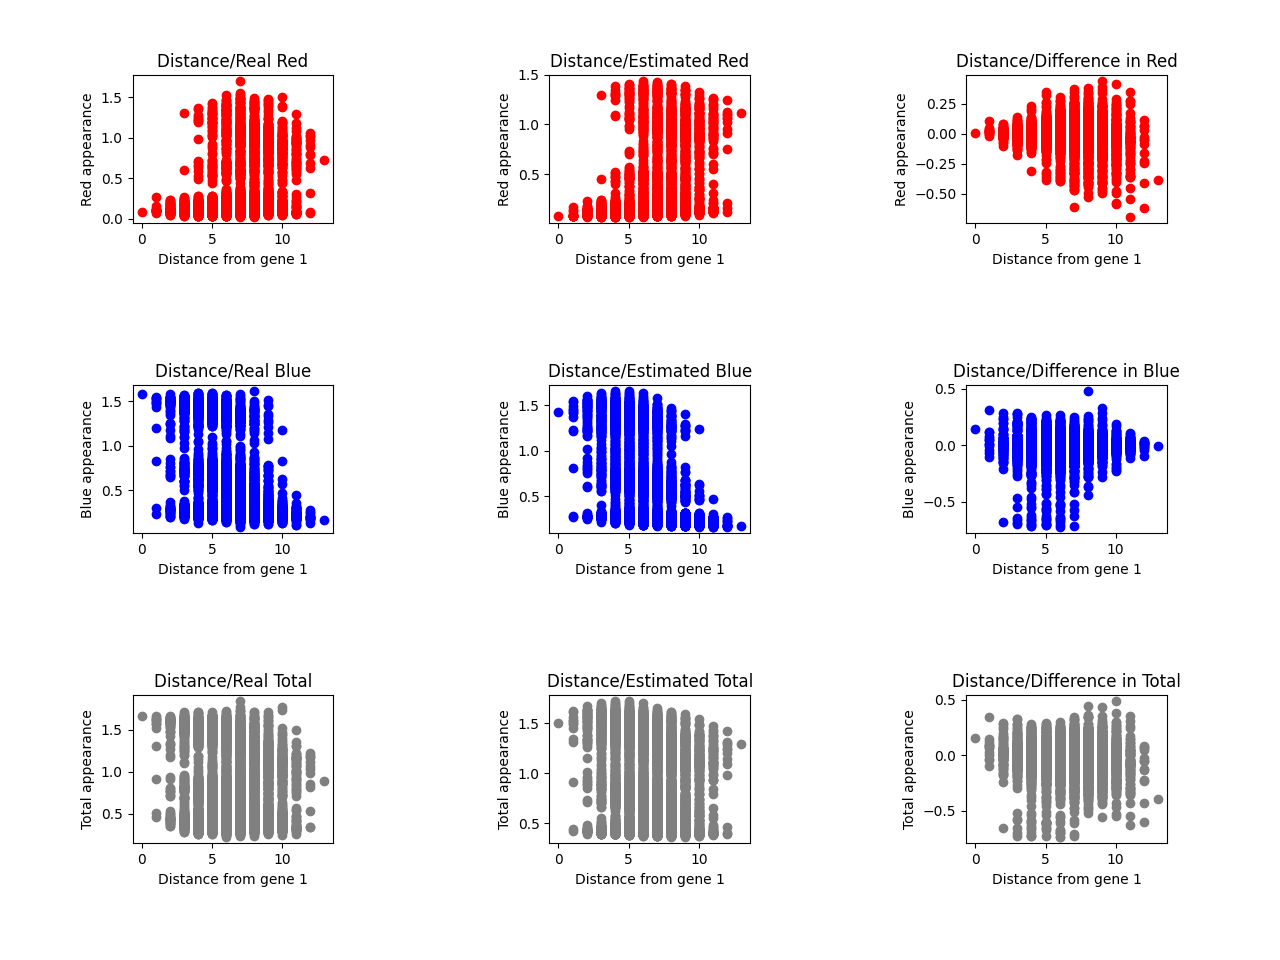 Distance/Real Red
Distance/Estimated Red
Distance/Difference in Red
Red appearance
1.5
1.0
0.5
0.0
0
5
10
Distance from gene 1
Red appearance
1.5
1.0
0.5
0
5
10
Distance from gene 1
Red appearance
0.25
0.00
−0.25
−0.50
0
5
10
Distance from gene 1
Distance/Real Blue
Distance/Estimated Blue
Distance/Difference in Blue
Blue appearance
1.5
1.0
0.5
0
5
10
Distance from gene 1
Blue appearance
1.5
1.0
0.5
0
5
10
Distance from gene 1
Blue appearance
0.5
0.0
−0.5
0
5
10
Distance from gene 1
Distance/Real Total
Distance/Estimated Total
Distance/Difference in Total
Total appearance
1.5
1.0
0.5
0
5
10
Distance from gene 1
Total appearance
1.5
1.0
0.5
0
5
10
Distance from gene 1
Total appearance
0.5
0.0
−0.5
0
5
10
Distance from gene 1